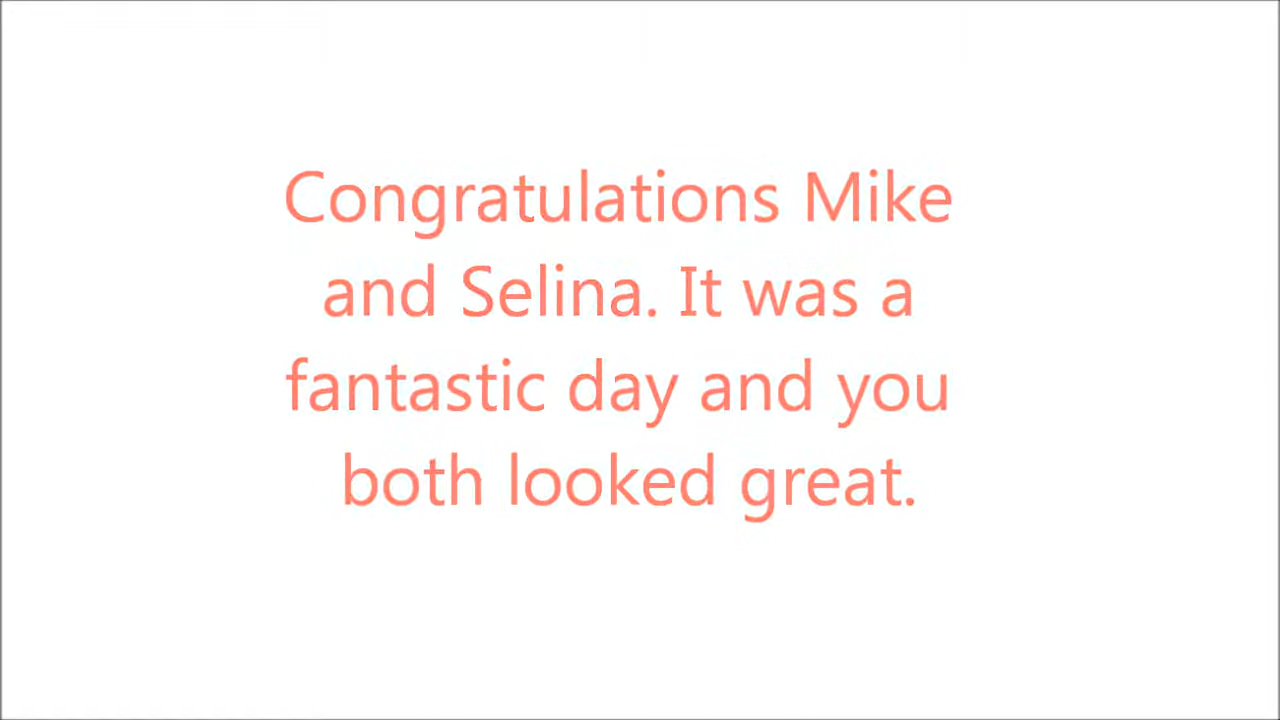 Congratulations Mike
and Selina. It was a
fantastic day and you
both looked great.